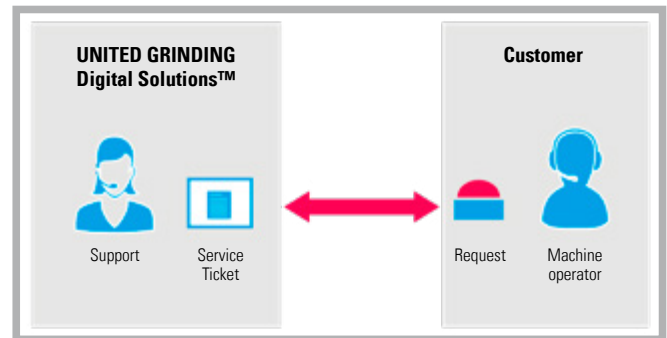 UNITED GRINDING
Digital Solutions™
Customer
Support
Service
Ticket
Request
Machine
operator